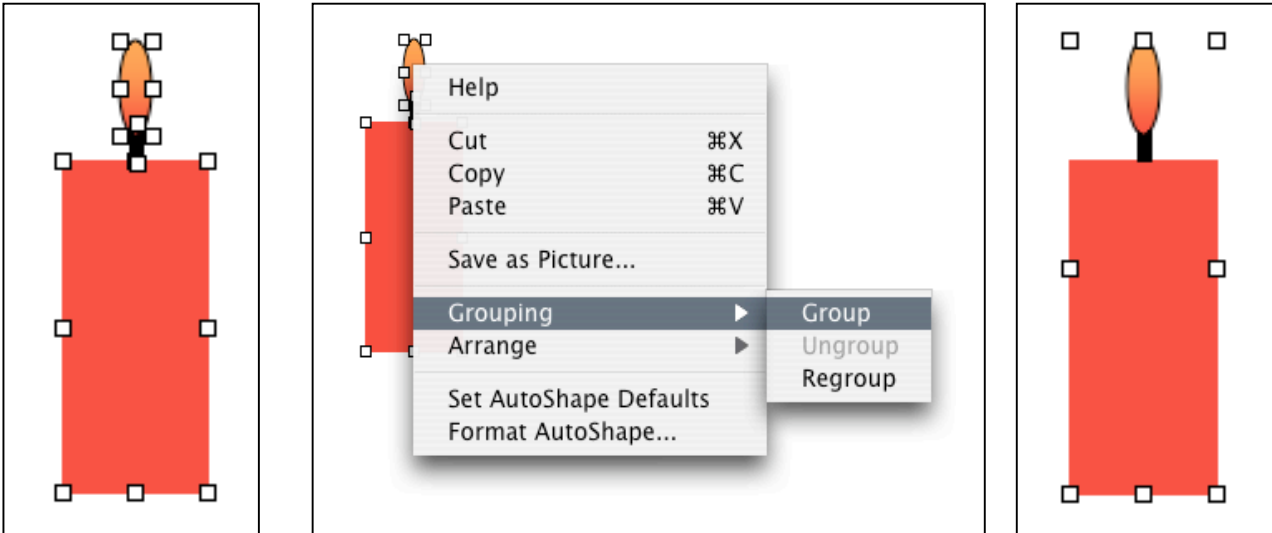 Help
Cut ⌘X
Copy ⌘C
Paste ⌘V
Save as Picture...
Grouping
Group
Arrange
Ungroup
Regroup
Set AutoShape Defaults
Format AutoShape...